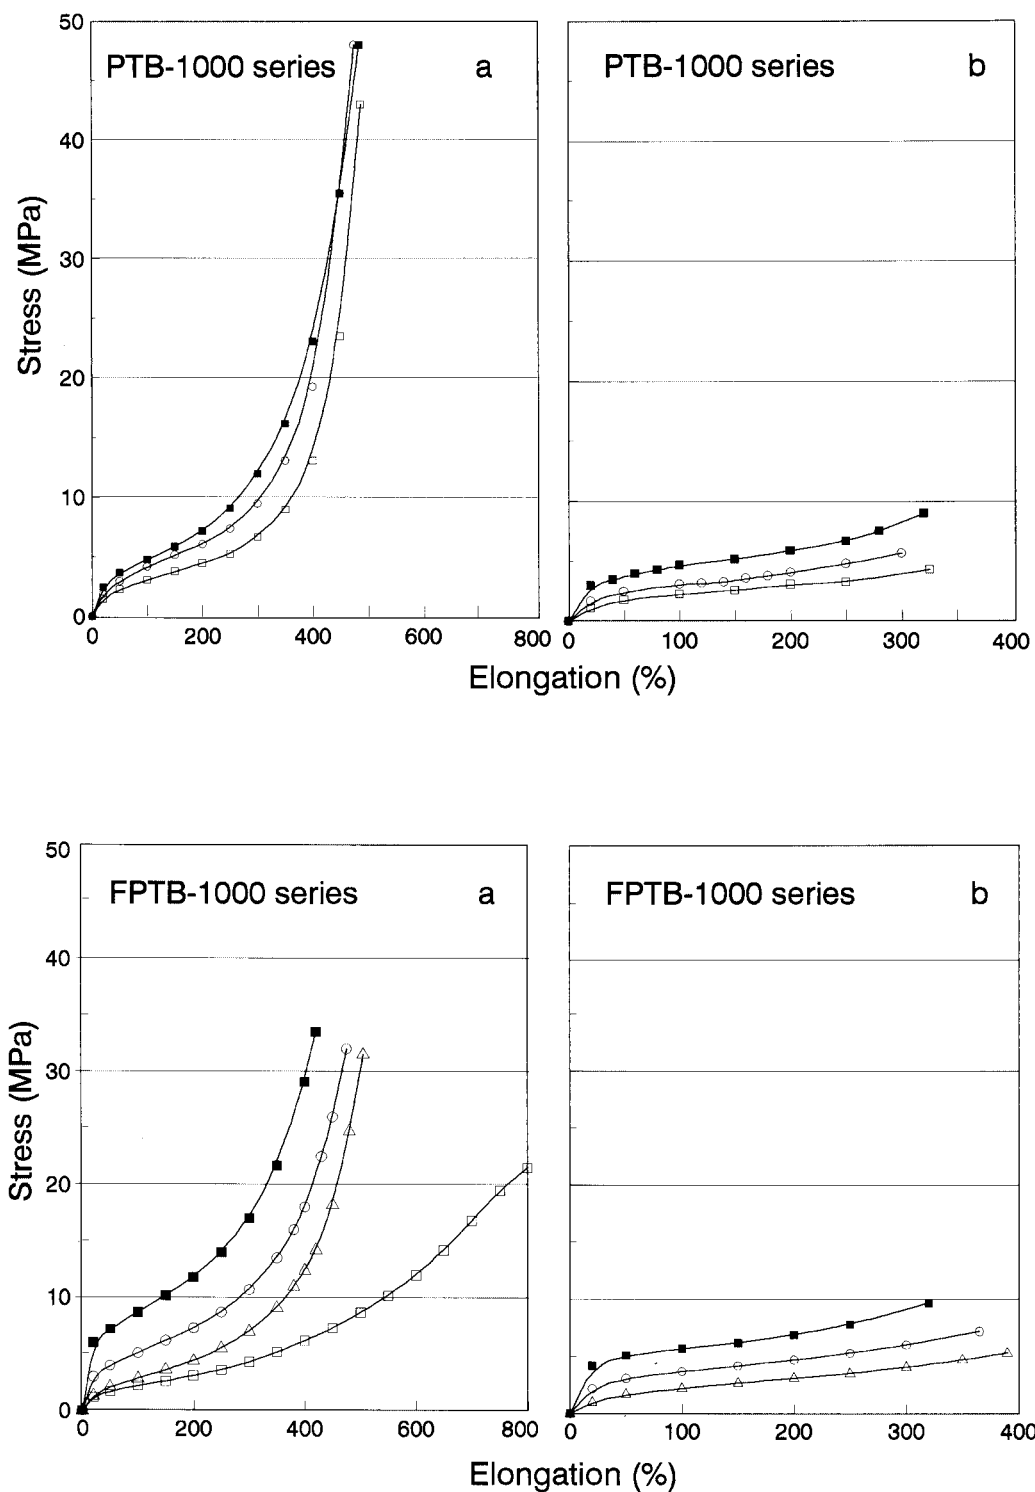 50
40
30
20
10
0
Stress (MPa)
PTB-1000 series a
0 200 400 600 800
PTB-1000 series b
0 100 200 300 400
Elongation (%)
50
40
30
20
10
0
Stress (MPa)
FPTB-1000 series a
0 200 400 600 800
FPTB-1000 series b
0 100 200 300 400
Elongation (%)